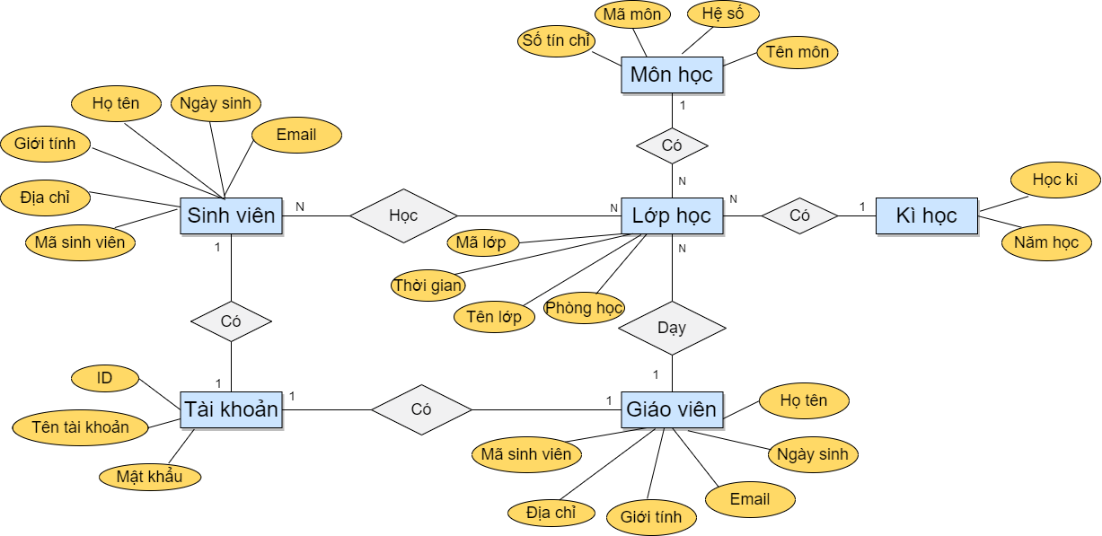 Mã môn
Hệ số
Số tín chỉ
Tên môn
Môn học
1
Có
N
Họ tên
Ngày sinh
Email
Giới tính
Địa chỉ
Mã sinh viên
Sinh viên
N
Học
N
Lớp học
N
Có
1
Kì học
Học kì
Năm học
Mã lớp
Thời gian
Tên lớp
Phòng học
N
Dạy
1
1
Có
1
ID
Tên tài khoản
Mật khẩu
Tài khoản
1
Có
1
Giáo viên
Họ tên
Mã sinh viên
Ngày sinh
Địa chỉ
Giới tính
Email